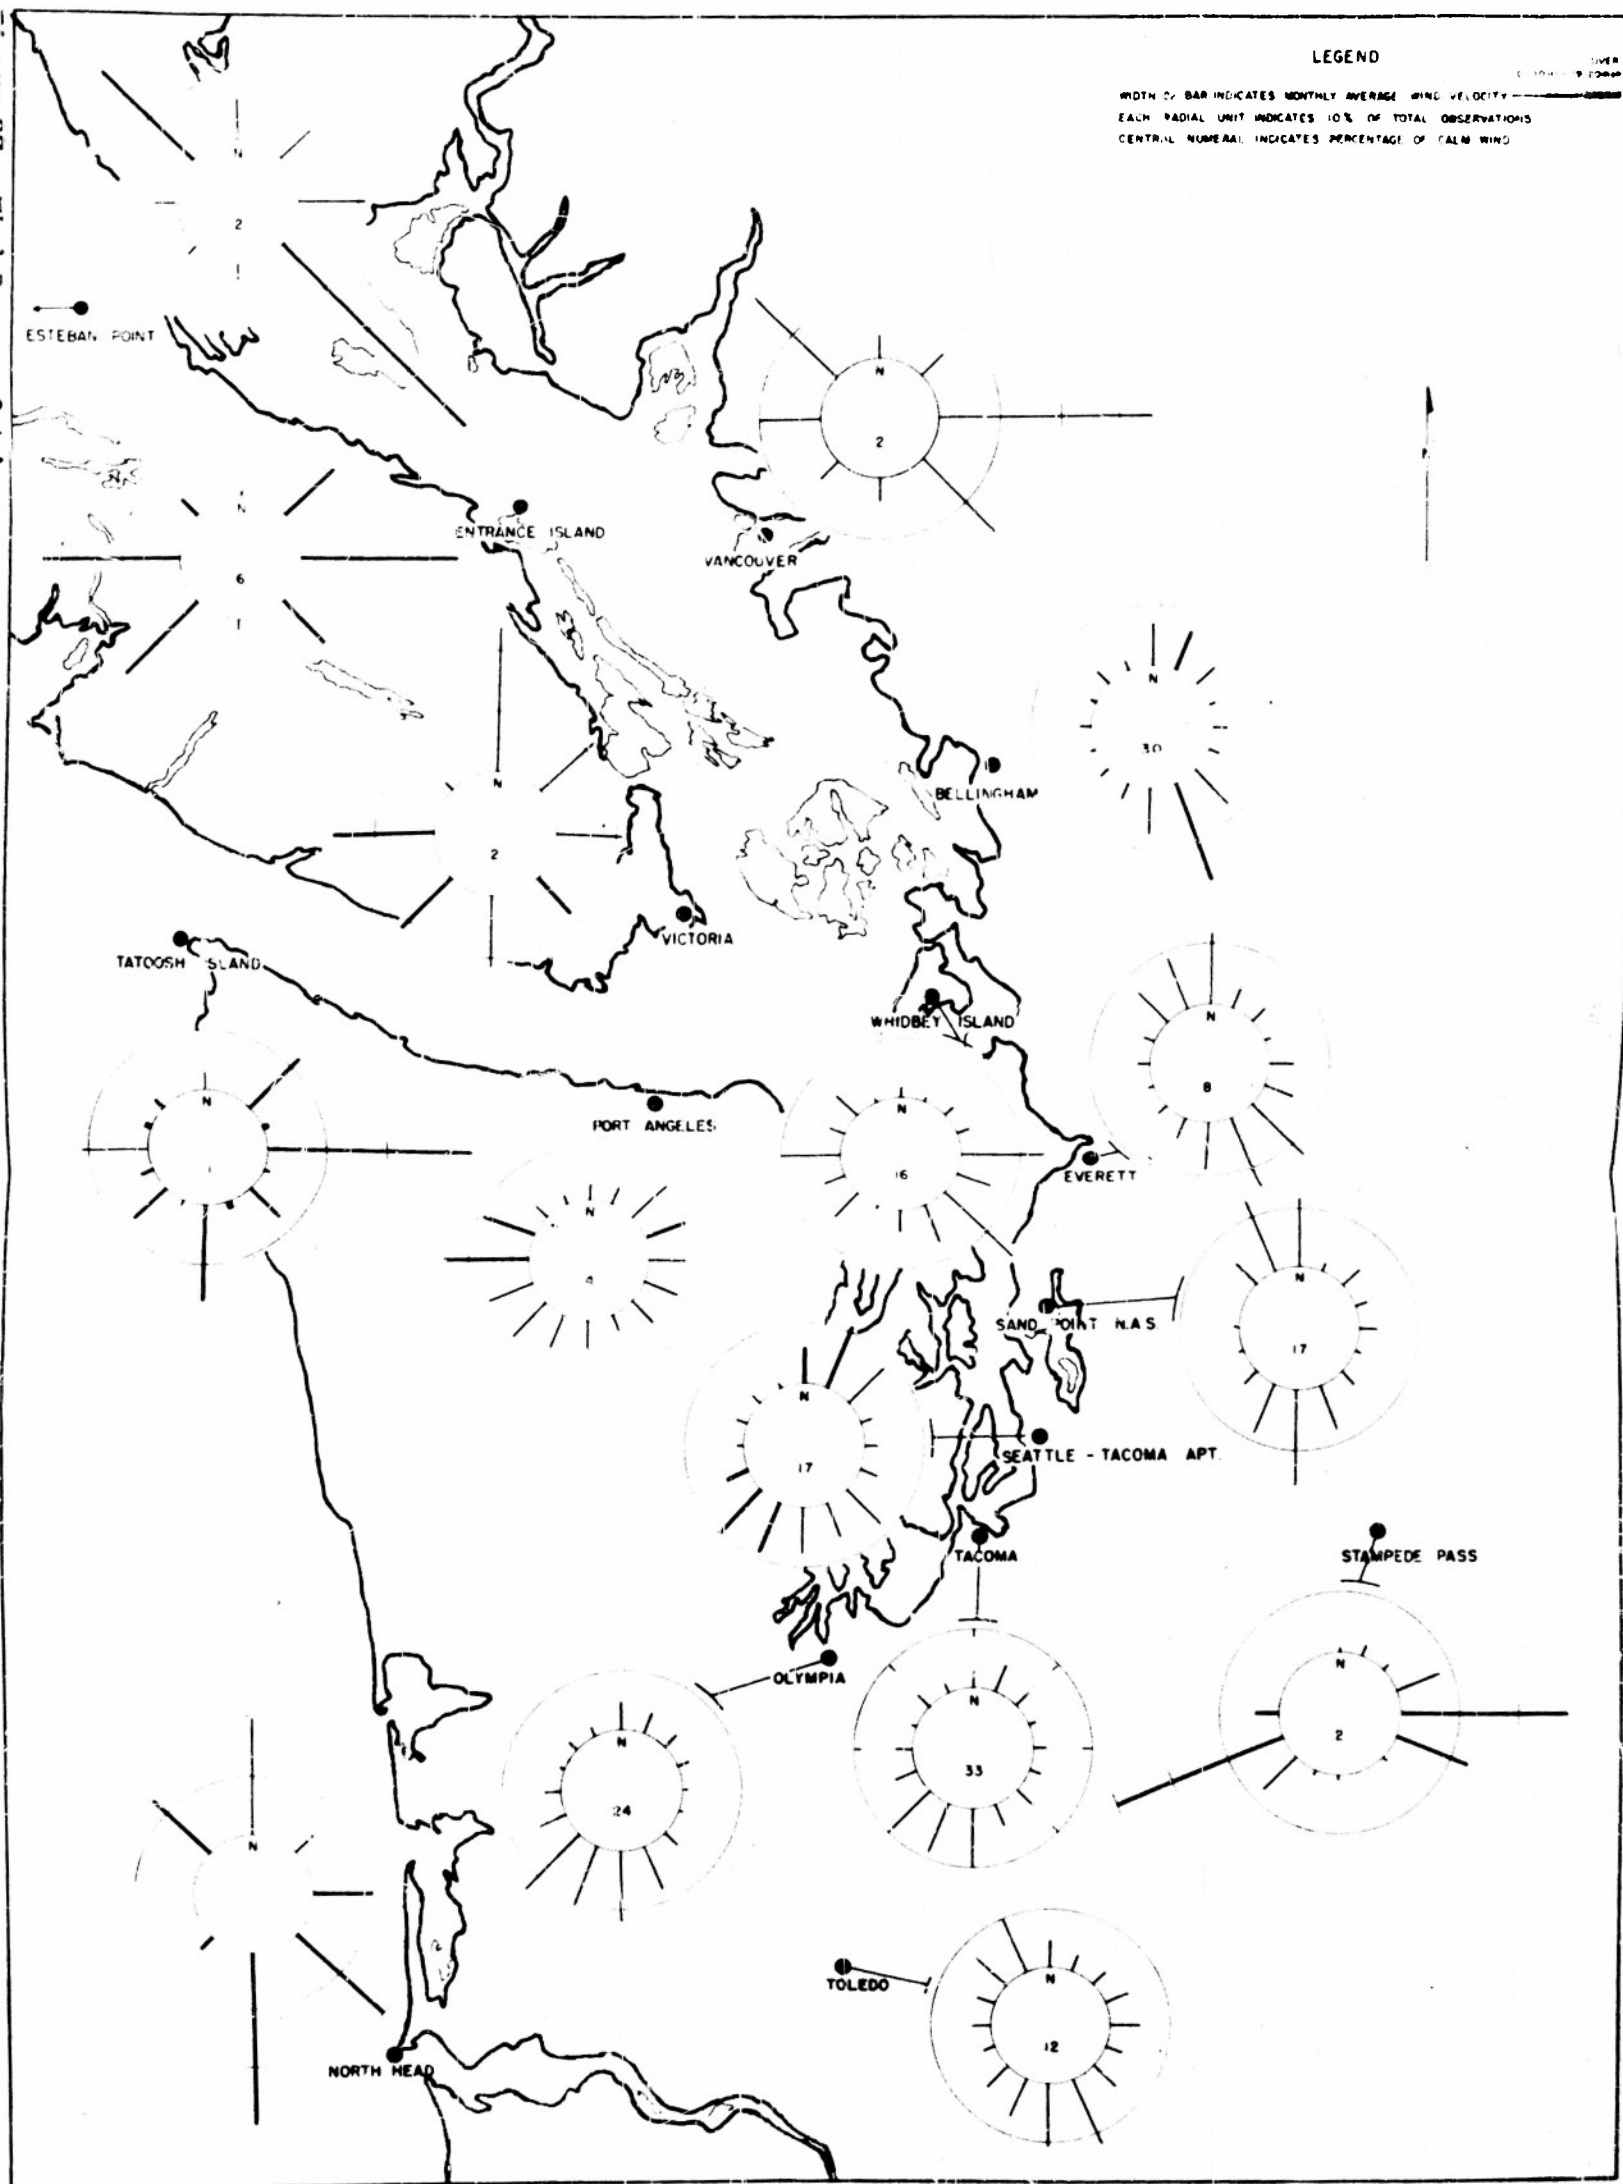 LEGEND
OVER
WIDTH OF BAR INDICATES MONTHLY AVERAGE WIND VELOCITY
EACH RADIAL UNIT INDICATES 10% OF TOTAL OBSERVATIONS
CENTRAL NUMERAL INDICATES PERCENTAGE OF CALM WIND
N
2
ESTEBAN POINT
N
2
N
N
6
ENTRANCE ISLAND
VANCOUVER
N
30
N
2
BELLINGHAM
VICTORIA
TATOOSH ISLAND
WHIDBEY ISLAND
N
8
N
1
PORT ANGELES
N
16
EVERETT
N
4
SAND POINT N.A.S.
N
17
N
17
SEATTLE - TACOMA APT.
TACOMA
STAMPEDE PASS
OLYMPIA
N
33
N
2
N
24
N
TOLEDO
N
12
NORTH HEAD